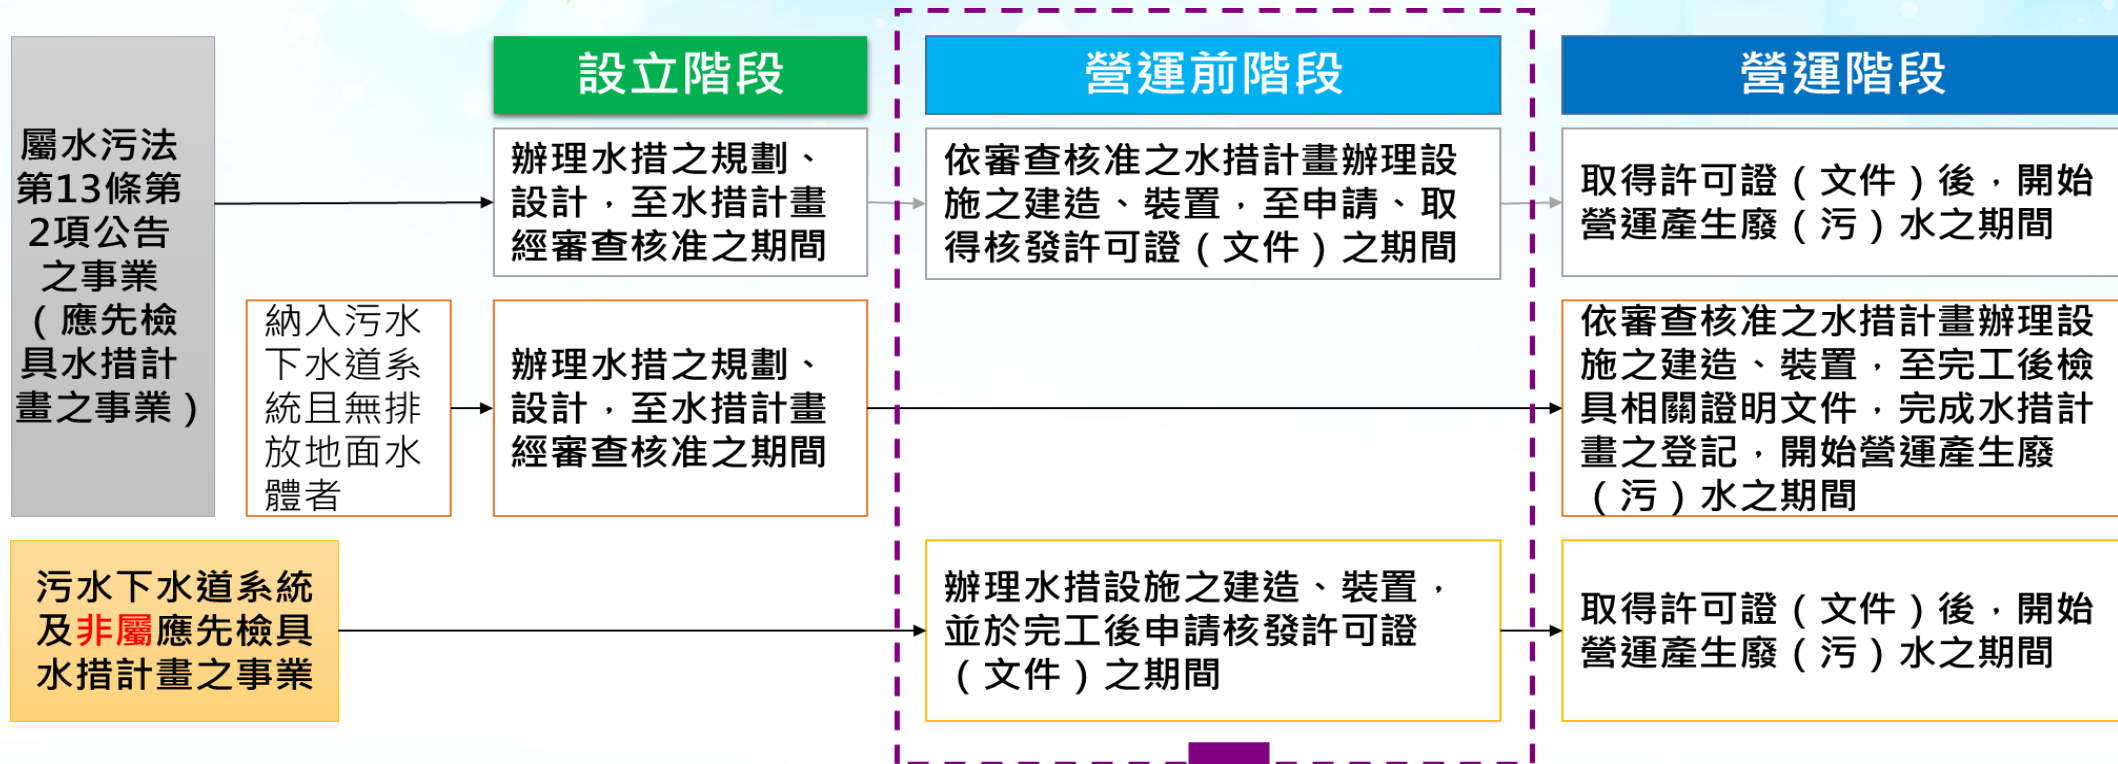 設立階段
營運前階段
營運階段
屬水污法
第13條第
2項公告
之事業
（應先檢
具水措計
畫之事業）
辦理水措之規劃、
設計，至水措計畫
經審查核准之期間
依審查核准之水措計畫辦理設
施之建造、裝置，至申請、取
得核發許可證（文件）之期間
取得許可證（文件）後，開始
營運產生廢（污）水之期間
納入污水
下水道系
統且無排
放地面水
體者
辦理水措之規劃、
設計，至水措計畫
經審查核准之期間
依審查核准之水措計畫辦理設
施之建造、裝置，至完工後檢
具相關證明文件，完成水措計
畫之登記，開始營運產生廢
（污）水之期間
污水下水道系統
及非屬應先檢具
水措計畫之事業
辦理水措設施之建造、裝置，
並於完工後申請核發許可證
（文件）之期間
取得許可證（文件）後，開始
營運產生廢（污）水之期間